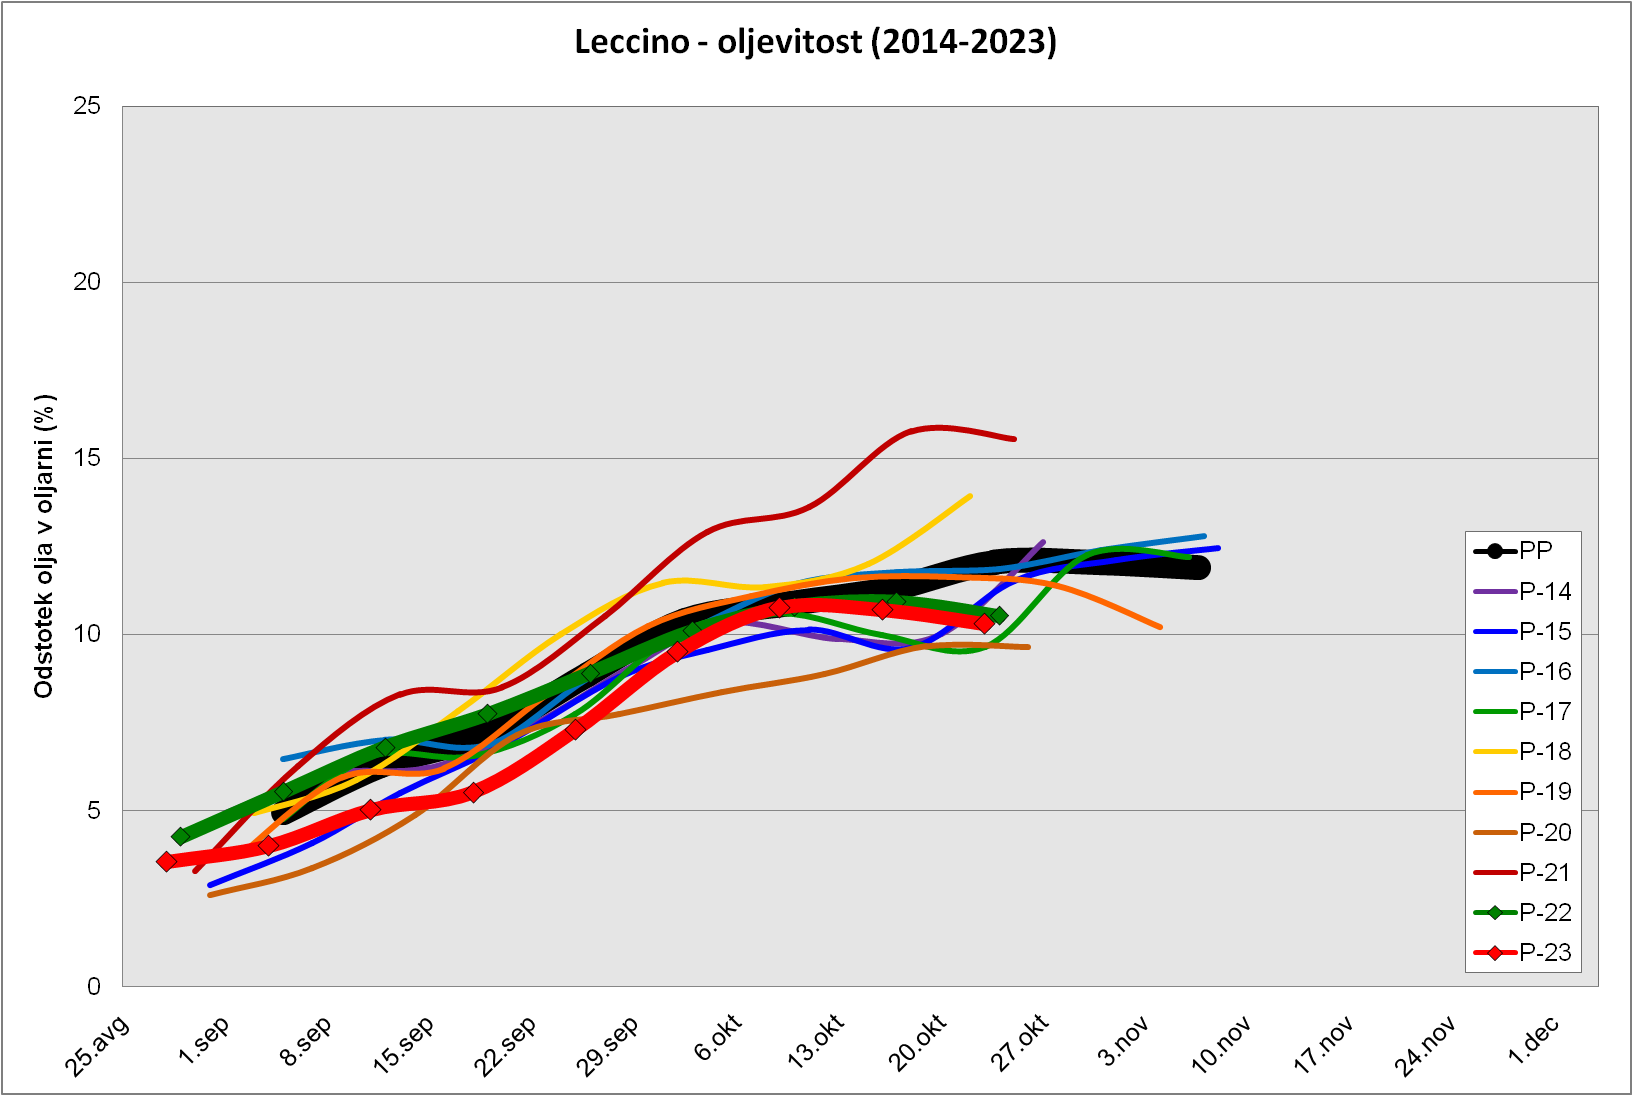 Leccino - oljevitost (2014-2023)
Odstotek olja v oljarni (%)
25
20
15
10
5
0
25.avg
1.sep
8.sep
15.sep
22.sep
29.sep
6.okt
13.okt
20.okt
27.okt
3.nov
10.nov
17.nov
24.nov
1.dec
PP
P-14
P-15
P-16
P-17
P-18
P-19
P-20
P-21
P-22
P-23